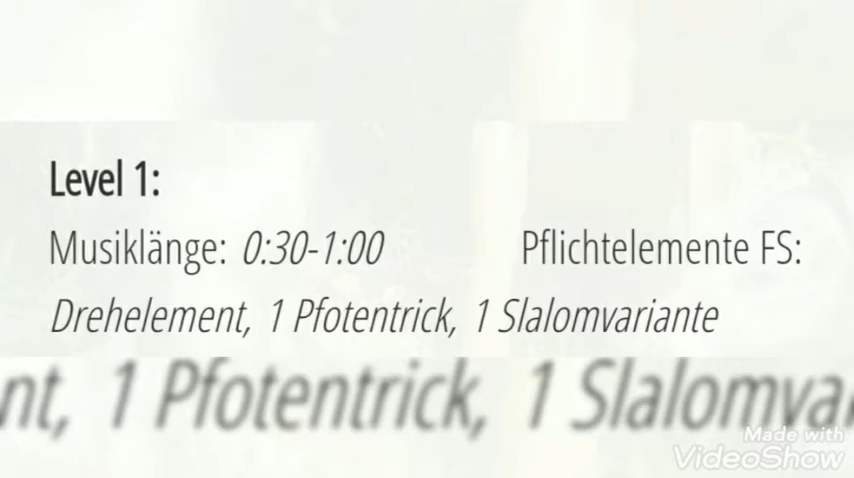 Level 1:
Musiklänge: 0:30-1:00 Pflichtelemente FS:
Drehelement, 1 Pfotentrick, 1 Slalomvariante
nt, 1 Pfotentrick, 1 Slalomva
Made with
VideoShow